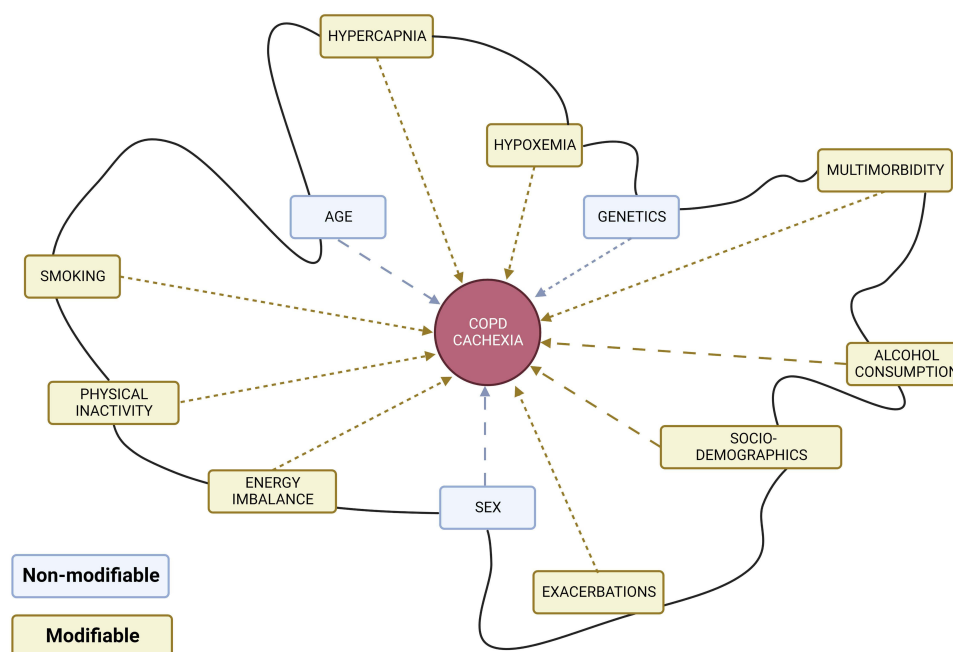 HYPERCAPNIA
HYPOXEMIA
MULTIMORBIDITY
AGE
GENETICS
SMOKING
COPD
CACHEXIA
ALCOHOL
CONSUMPTION
PHYSICAL
INACTIVITY
SOCIO-
DEMOGRAPHICS
ENERGY
IMBALANCE
SEX
EXACERBATIONS
Non-modifiable
Modifiable